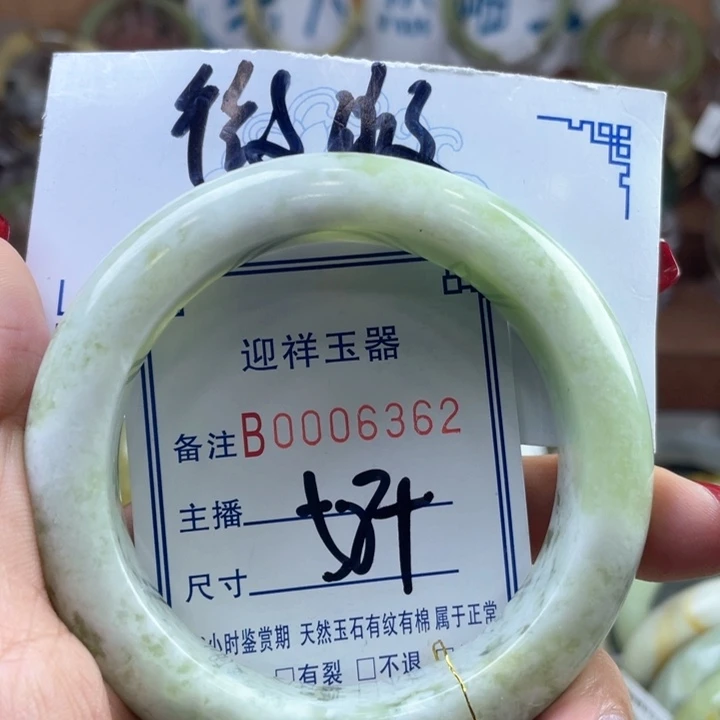 迎祥玉器
备注B0006362
主播
尺寸
小时鉴赏期 天然玉石有纹有棉 属于正常
□有裂 □不退